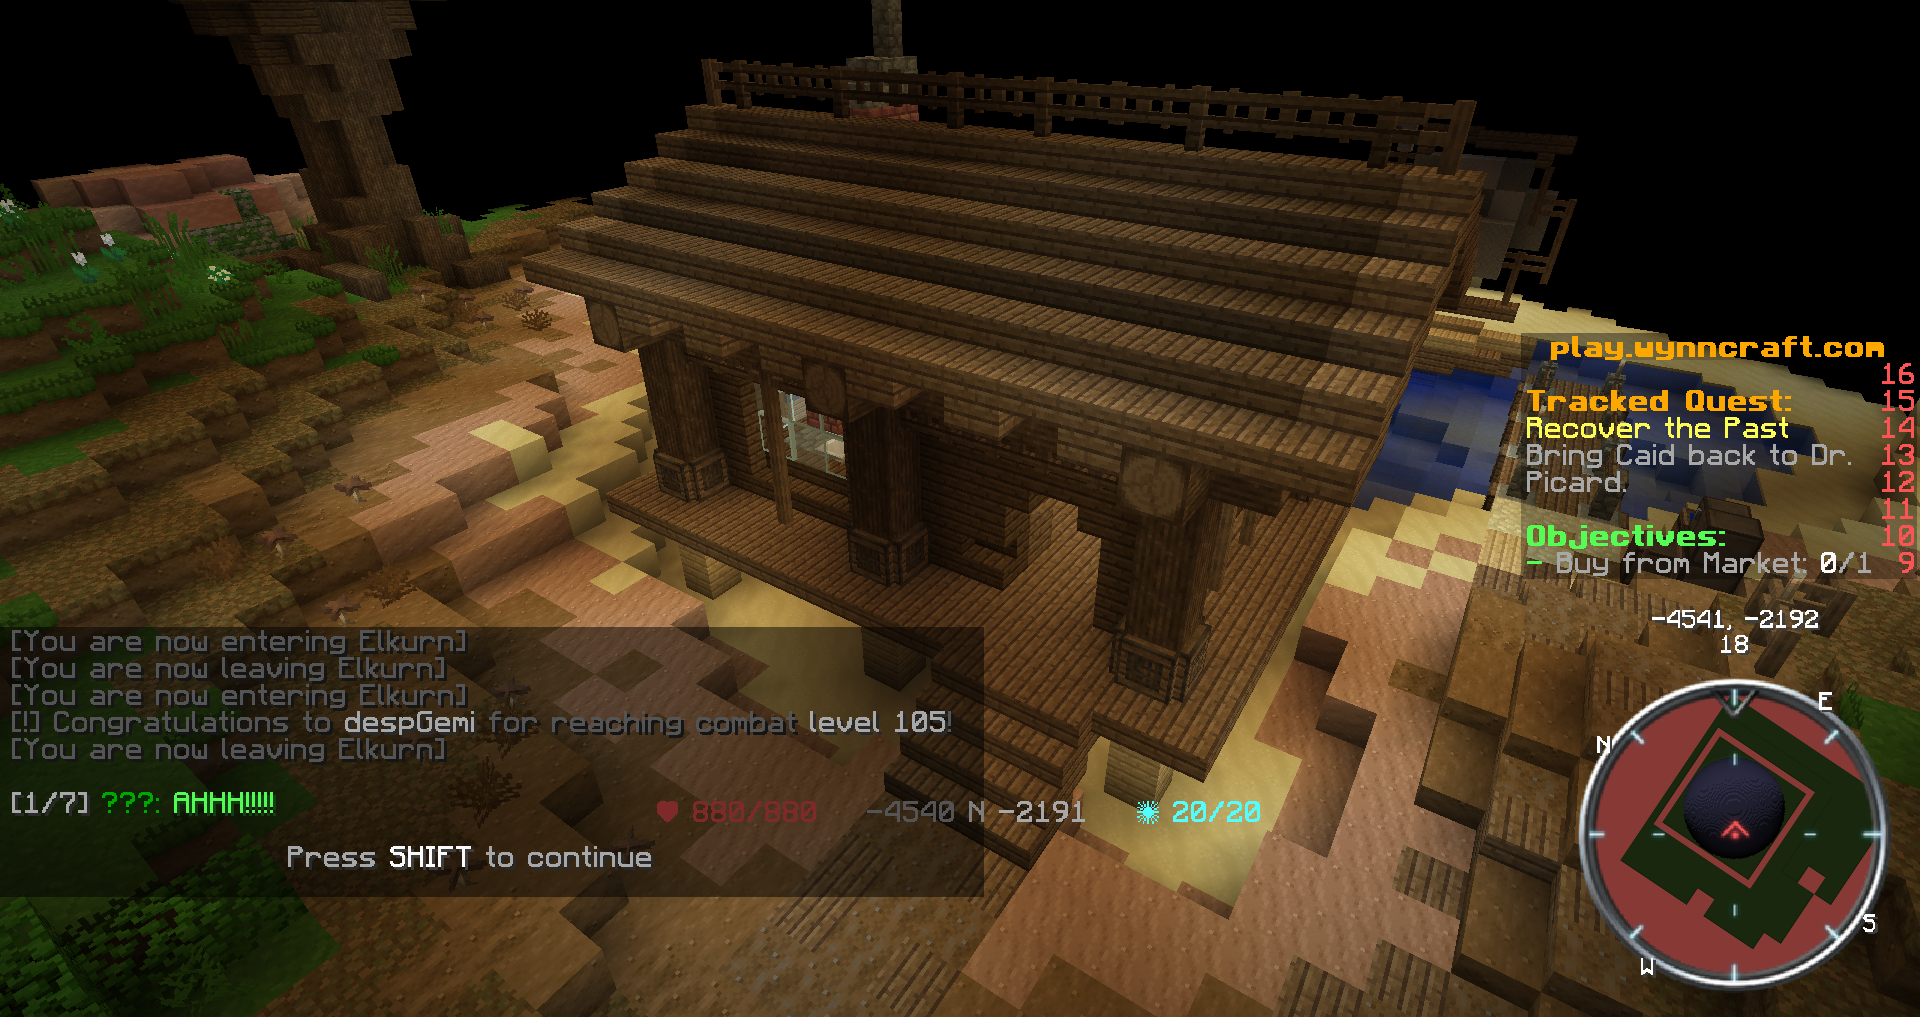 play.wynncraft.com
16
Tracked Quest: 15
Recover the Past 14
Bring Caid back to Dr. 13
Picard. 12
11
Objectives: 10
- Buy from Market: 0/1 9
-4541, -2192
18
E
N
S
W
[You are now entering Elkurn]
[You are now leaving Elkurn]
[You are now entering Elkurn]
[!] Congratulations to despGemi for reaching combat level 105!
[You are now leaving Elkurn]
[1/7] ???: AHHH!!!!!
880/880 -4540 N -2191 20/20
Press SHIFT to continue